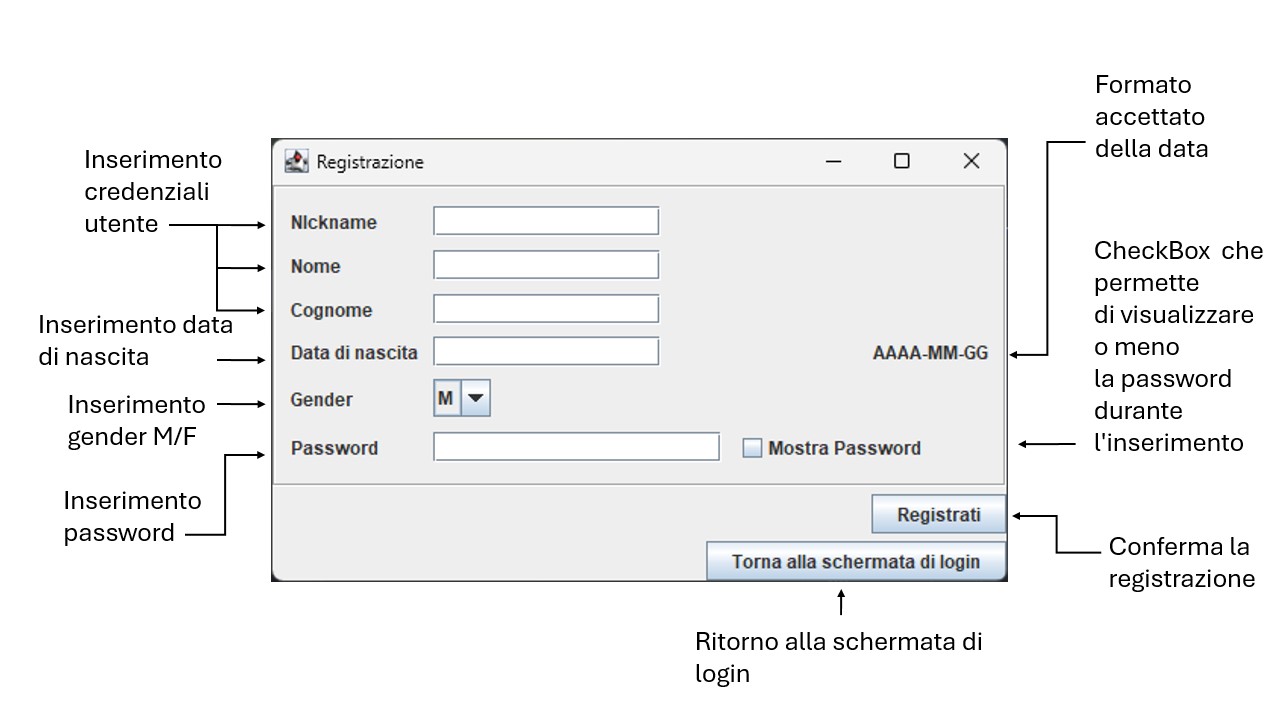 Formato
accettato
della data
Inserimento
credenziali
utente
Registrazione
NIckname
Nome
Cognome
Inserimento data
di nascita
Data di nascita
AAAA-MM-GG
CheckBox che
permette
di visualizzare
o meno
la password
durante
l'inserimento
Inserimento
gender M/F
Gender
M
Password
Mostra Password
Inserimento
password
Registrati
Conferma la
registrazione
Torna alla schermata di login
Ritorno alla schermata di
login